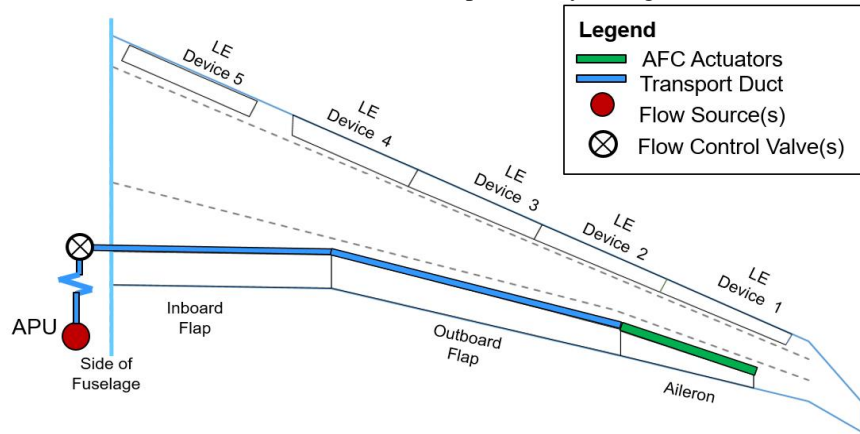 Legend
AFC Actuators
Transport Duct
Flow Source(s)
Flow Control Valve(s)
LE
Device 5
LE
Device 4
LE
Device 3
LE
Device 2
LE
Device 1
APU
Side of
Fuselage
Inboard
Flap
Outboard
Flap
Aileron